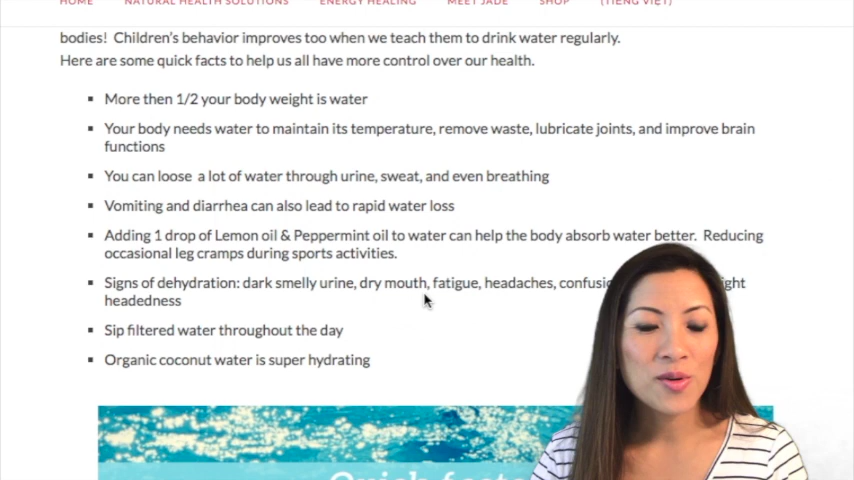 HOME NATURAL HEALTH SOLUTIONS ENERGY HEALING MEET JADE SHOP (TIẾNG VIỆT)
bodies! Children's behavior improves too when we teach them to drink water regularly.
Here are some quick facts to help us all have more control over our health.
▪ More then 1/2 your body weight is water
▪ Your body needs water to maintain its temperature, remove waste, lubricate joints, and improve brain
functions
▪ You can loose a lot of water through urine, sweat, and even breathing
▪ Vomiting and diarrhea can also lead to rapid water loss
▪ Adding 1 drop of Lemon oil & Peppermint oil to water can help the body absorb water better. Reducing
occasional leg cramps during sports activities.
▪ Signs of dehydration: dark smelly urine, dry mouth, fatigue, headaches,
headedness
▪ Sip filtered water throughout the day
▪ Organic coconut water is super hydrating